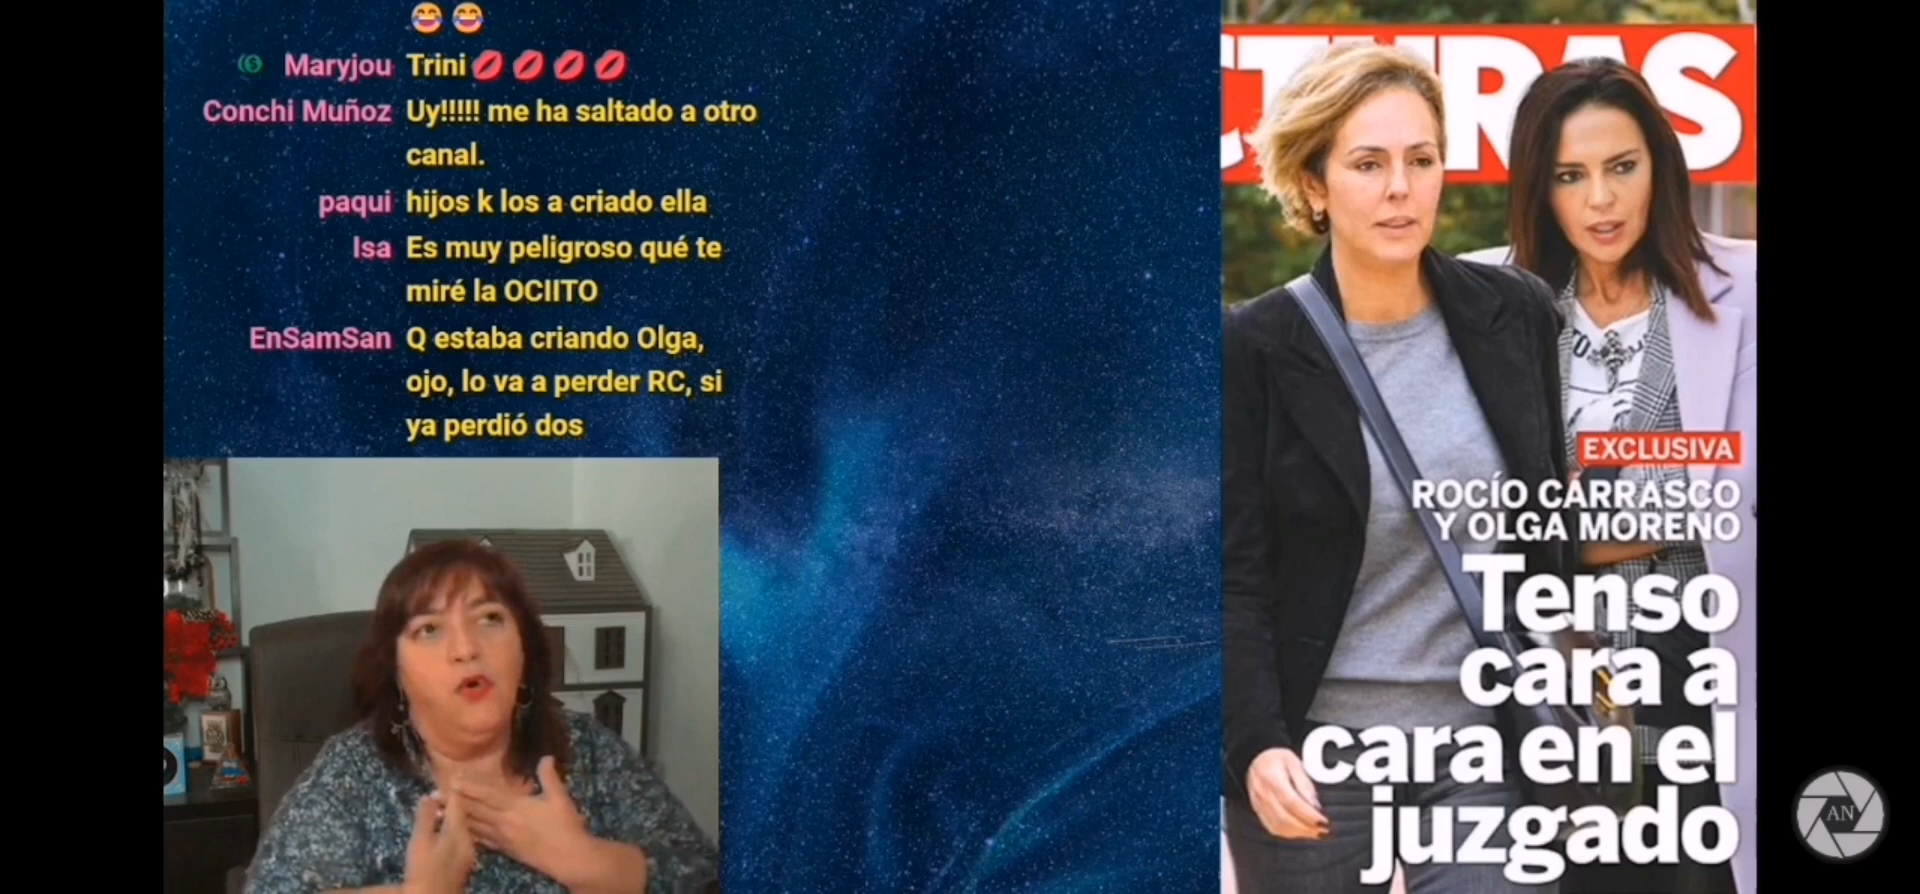 Maryjou Trini
Conchi Muñoz Uy!!!!! me ha saltado a otro
canal.
paqui hijos k los a criado ella
Isa Es muy peligroso qué te
miré la OCIITO
EnSamSan Q estaba criando Olga,
ojo, lo va a perder RC, si
ya perdió dos
CTURAS
EXCLUSIVA
ROCÍO CARRASCO
Y OLGA MORENO
Tenso
cara a
cara en el
juzgado
AN